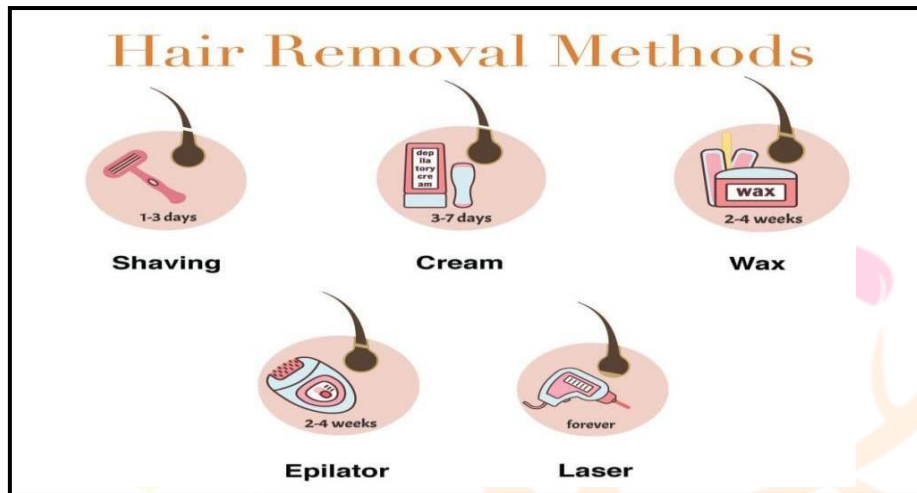 Hair Removal Methods
dep
ila
tory
cre
am
wax
1-3 days
3-7 days
2-4 weeks
Shaving
Cream
Wax
2-4 weeks
forever
Epilator
Laser